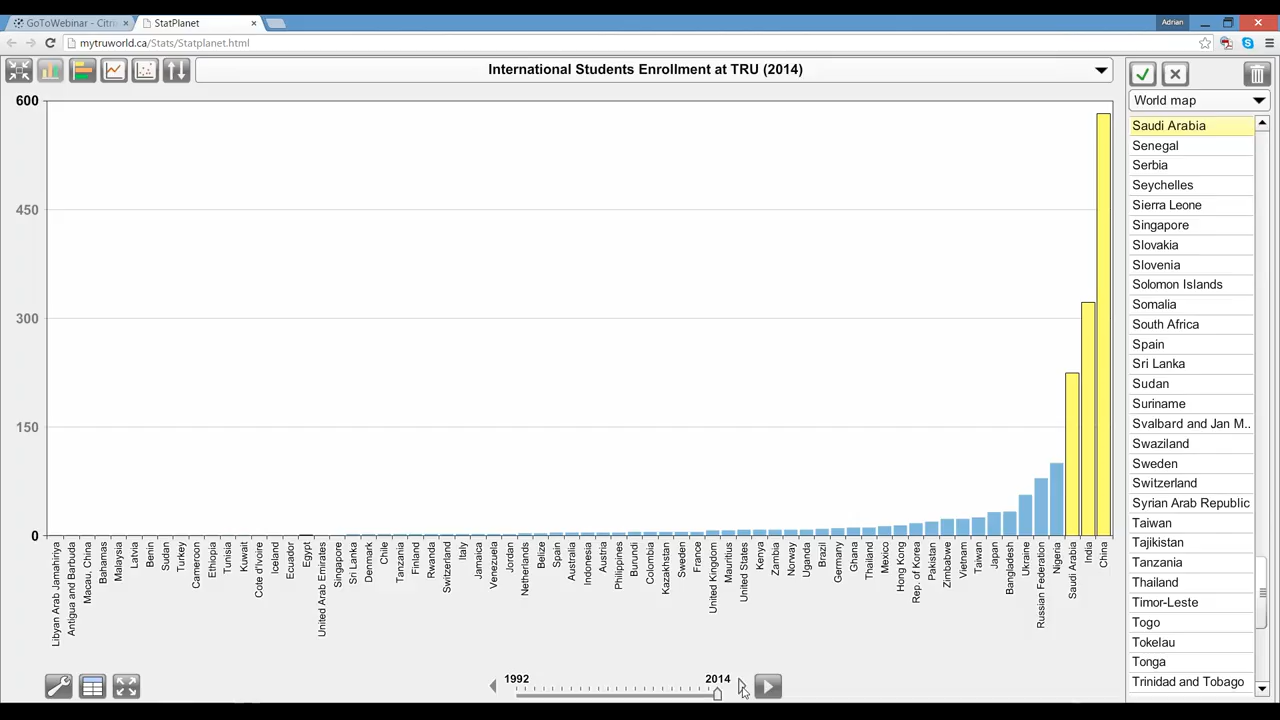 GoToWebinar - Citri
StatPlanet
Adrian
mytruworld.ca/Stats/Statplanet.html
International Students Enrollment at TRU (2014)
World map
600
450
300
150
0
Libyan Arab Jamahiriya
Antigua and Barbuda
Macau, China
Bahamas
Malaysia
Latvia
Benn
Sudan
Turkey
Cameroon
Ethiopia
Tunisia
Kuwait
Cote d'Ivoire
Iceland
Ecuador
Egypt
United Arab Emirates
Singapore
Sri Lanka
Denmark
Chile
Tanzania
Finland
Rwanda
Switzerland
Italy
Jamaica
Venezuela
Jordan
Netherlands
Belize
Spain
Australia
Indonesia
Austria
Philippines
Burundi
Colombia
Kazakhstan
Sweden
France
United Kingdom
Mauritius
United States
Kenya
Zambia
Norway
Uganda
Brazil
Germany
Ghana
Thailand
Mexico
Hong Kong
Rep. of Korea
Pakistan
Zimbabwe
Vietnam
Taiwan
Japan
Bangladesh
Ukraine
Russian Federation
Nigeria
Saudi Arabia
India
China
1992
2014
Saudi Arabia
Senegal
Serbia
Seychelles
Sierra Leone
Singapore
Slovakia
Slovenia
Solomon Islands
Somalia
South Africa
Spain
Sri Lanka
Sudan
Suriname
Svalbard and Jan M..
Swaziland
Sweden
Switzerland
Syrian Arab Republic
Taiwan
Tajikistan
Tanzania
Thailand
Timor-Leste
Togo
Tokelau
Tonga
Trinidad and Tobago